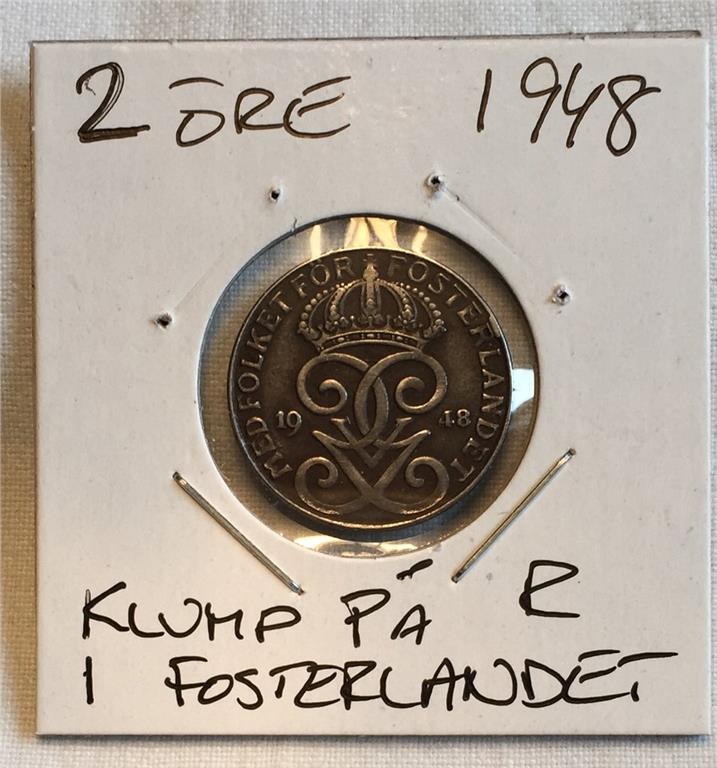 2 ÖRE 1948
MED FOLKET FÖR FOSTERLANDET
19 48
KLUMP PÅ R
I FOSTERLANDET